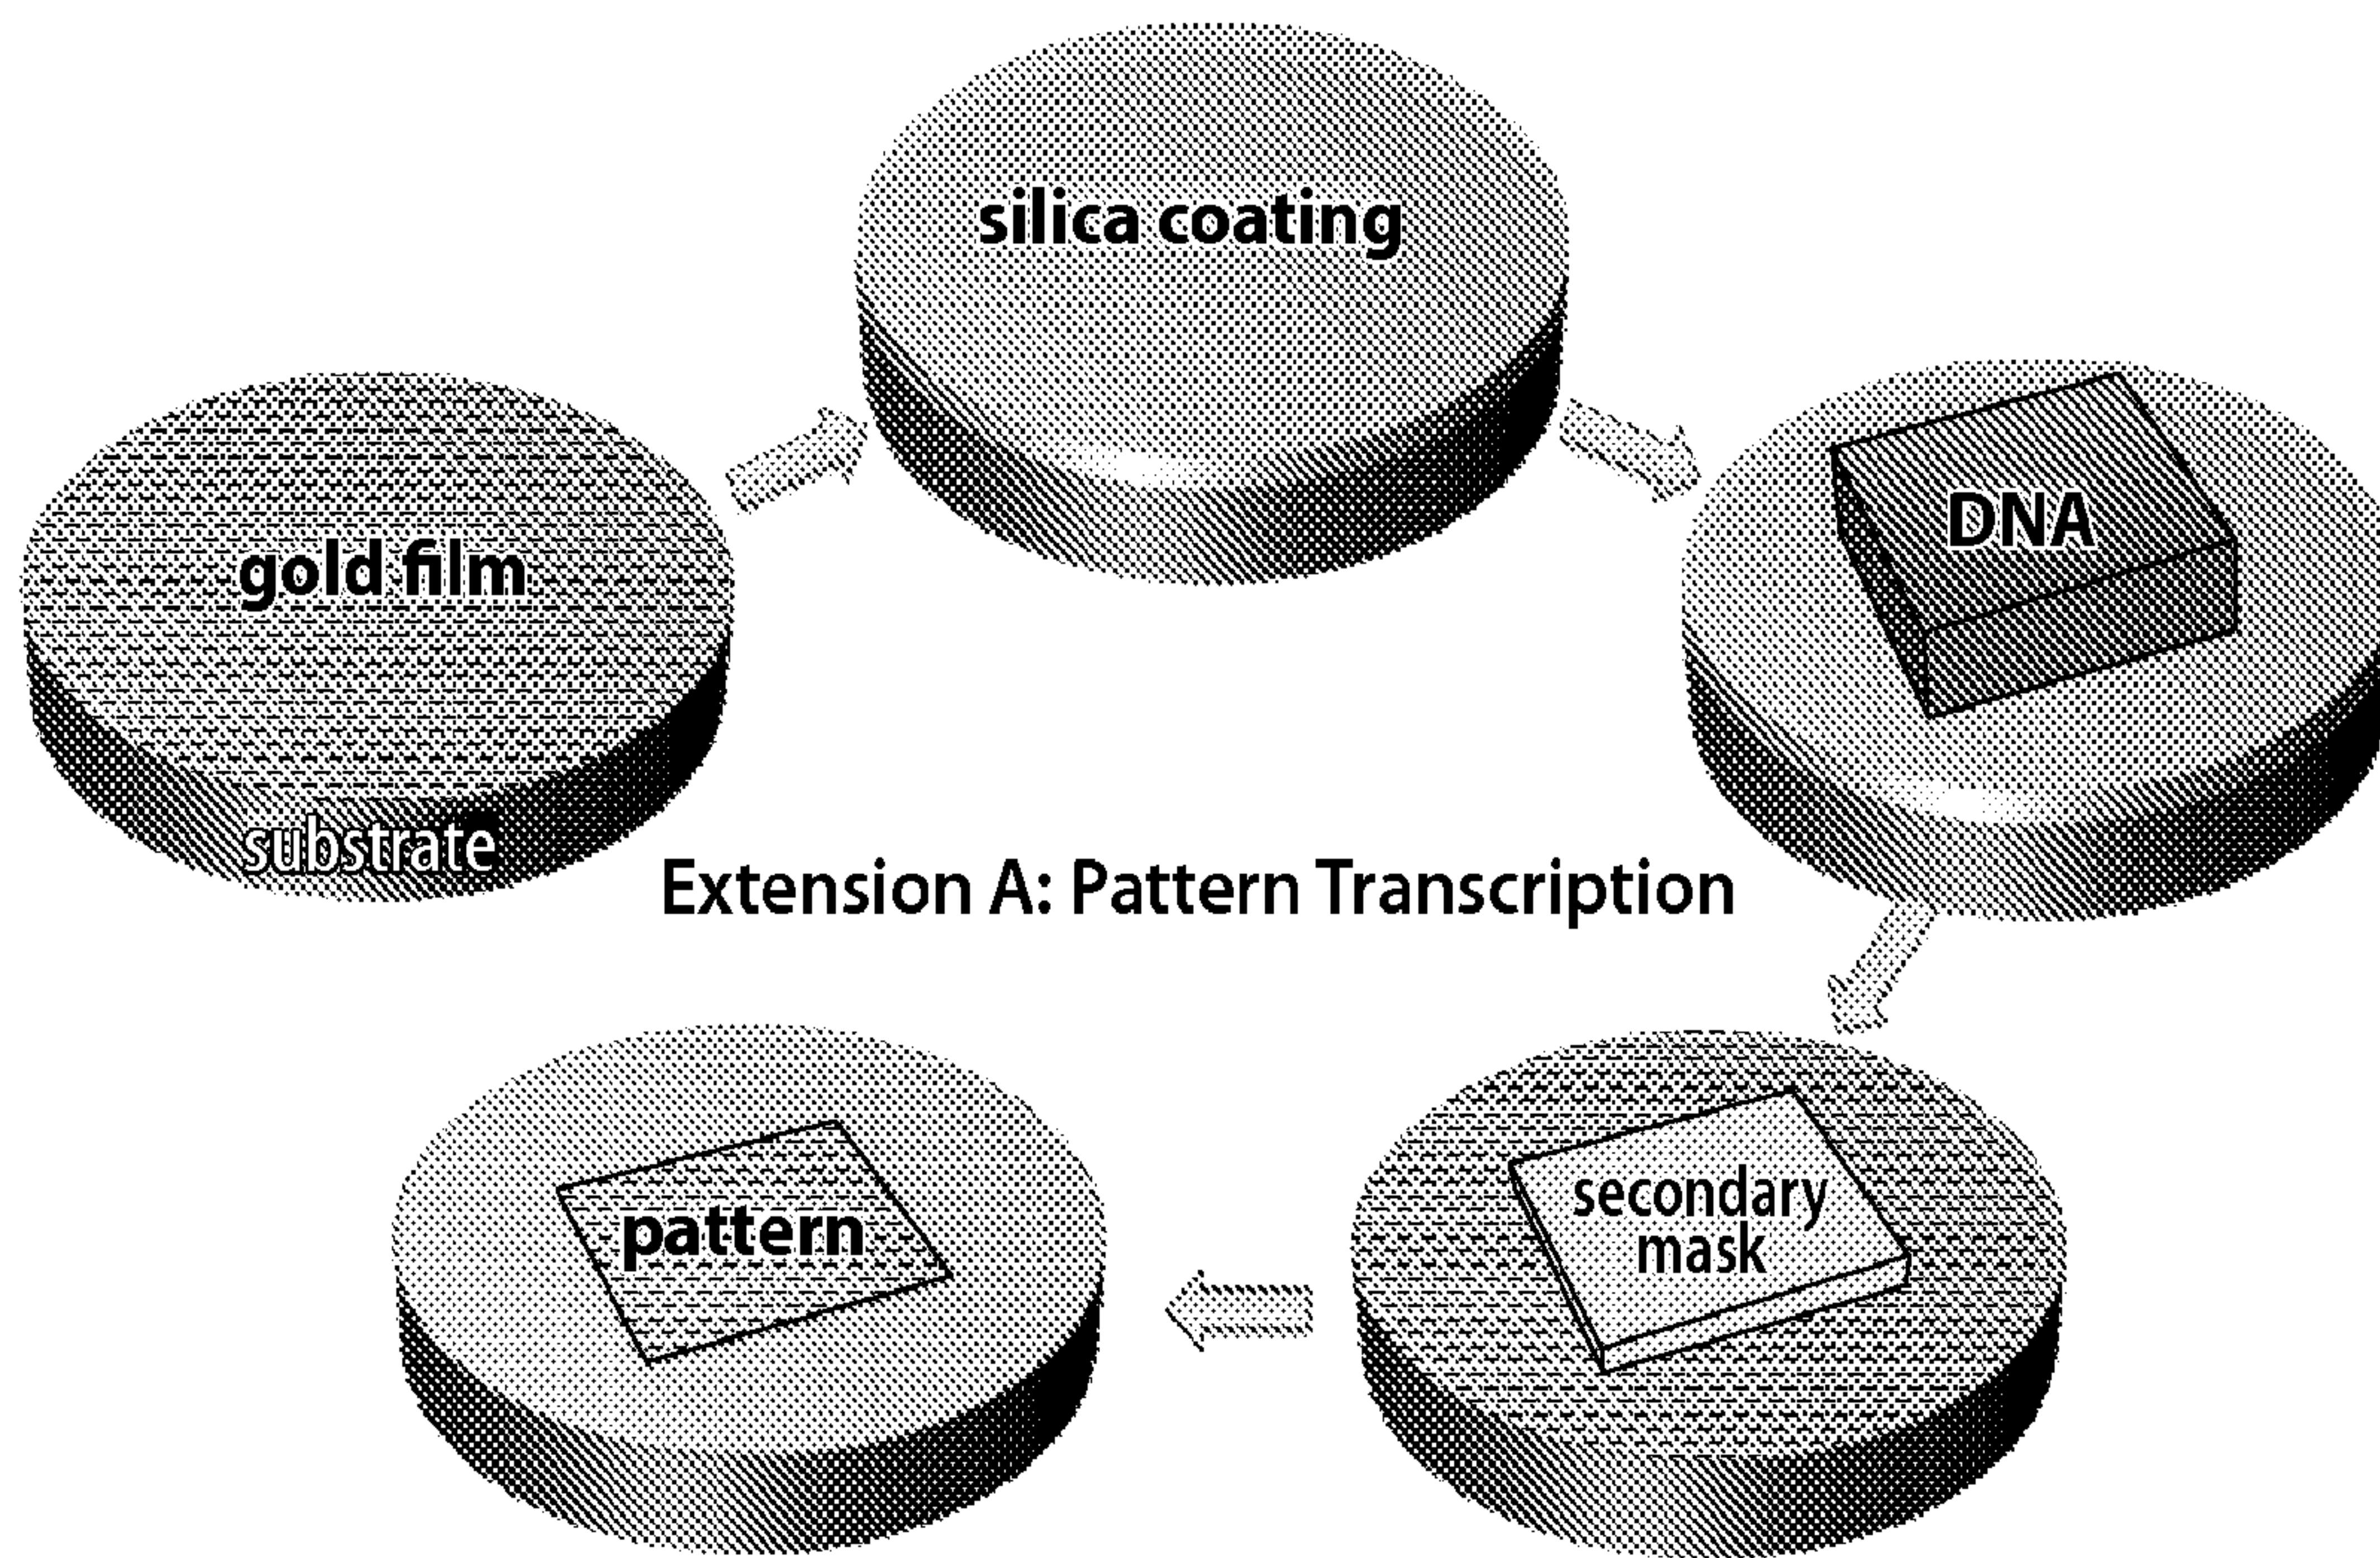 silica coating
gold film
DNA
substrate
Extension A: Pattern Transcription
secondary
mask
pattern